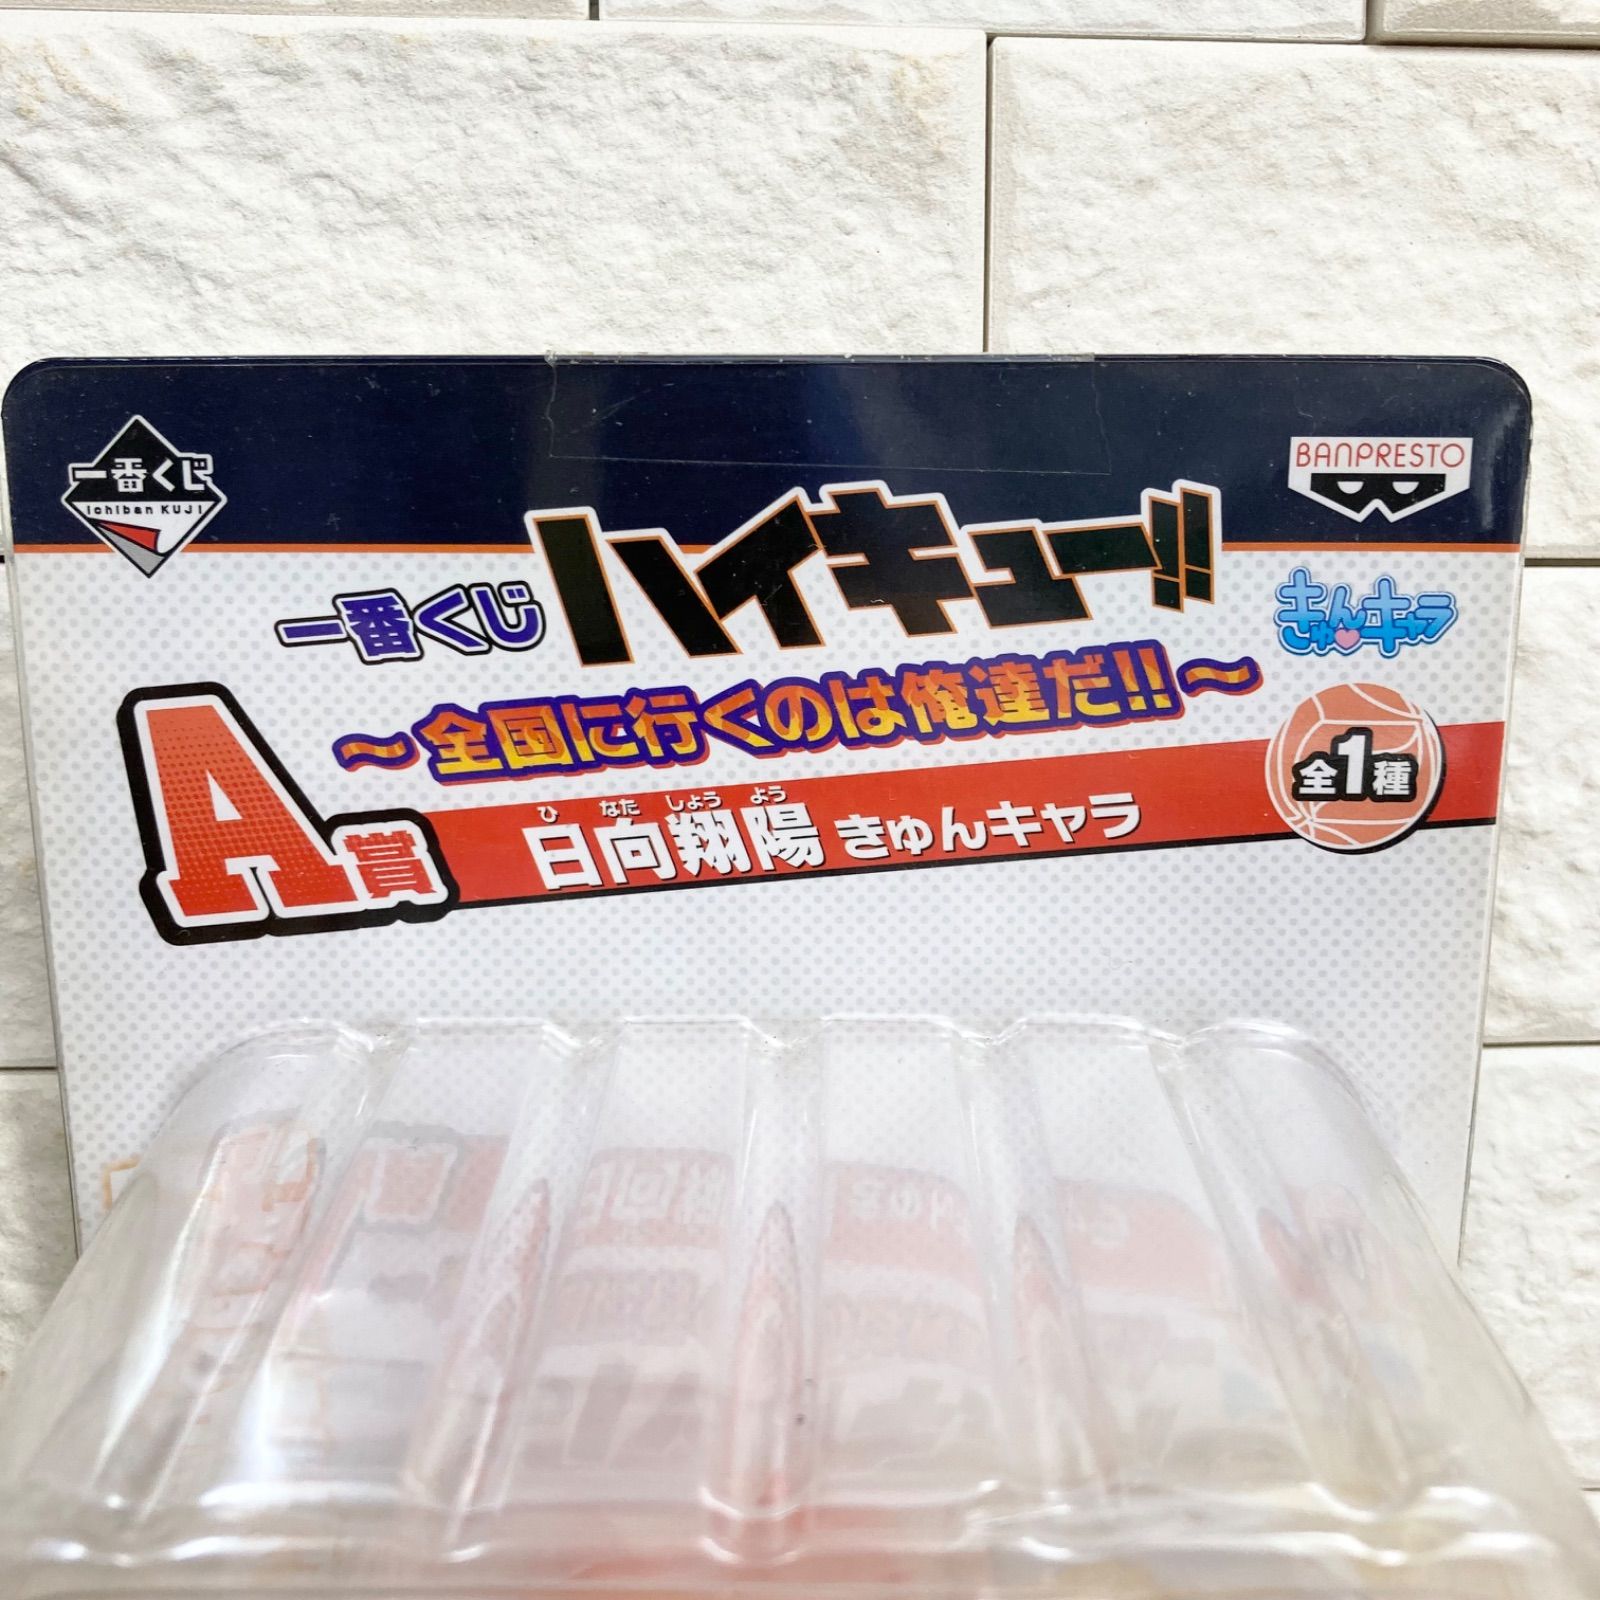 一番くじ
Ichiban KUJI
BANPRESTO
一番くじ ハイキュー!!
きゅんキャラ
～全国に行くのは俺達だ!!～
A賞
ひなたしょうよう
日向翔陽 きゅんキャラ
全1種